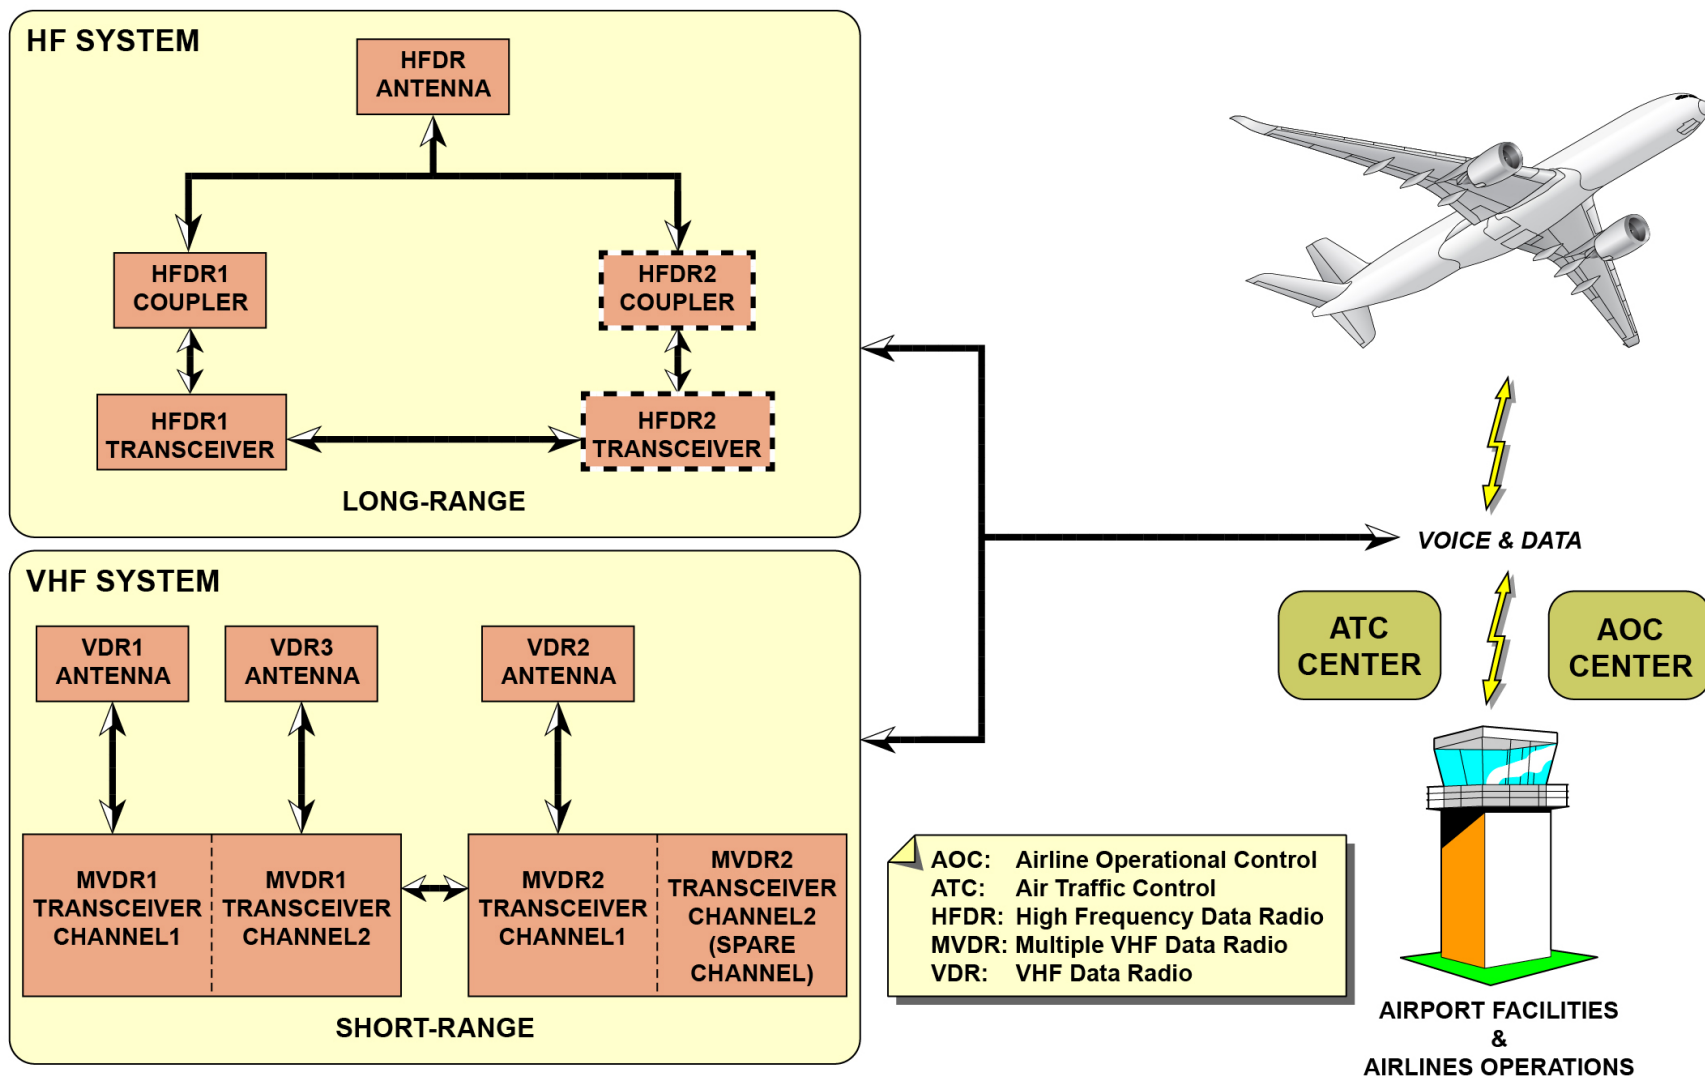 HF SYSTEM
HFDR
ANTENNA
HFDR1
COUPLER
HFDR2
COUPLER
HFDR1
TRANSCEIVER
HFDR2
TRANSCEIVER
LONG-RANGE
VHF SYSTEM
VDR1
ANTENNA
VDR3
ANTENNA
VDR2
ANTENNA
MVDR1
TRANSCEIVER
CHANNEL1
MVDR1
TRANSCEIVER
CHANNEL2
MVDR2
TRANSCEIVER
CHANNEL1
MVDR2
TRANSCEIVER
CHANNEL2
(SPARE
CHANNEL)
SHORT-RANGE
VOICE & DATA
ATC
CENTER
AOC
CENTER
AOC: Airline Operational Control
ATC: Air Traffic Control
HFDR: High Frequency Data Radio
MVDR: Multiple VHF Data Radio
VDR: VHF Data Radio
AIRPORT FACILITIES
&
AIRLINES OPERATIONS